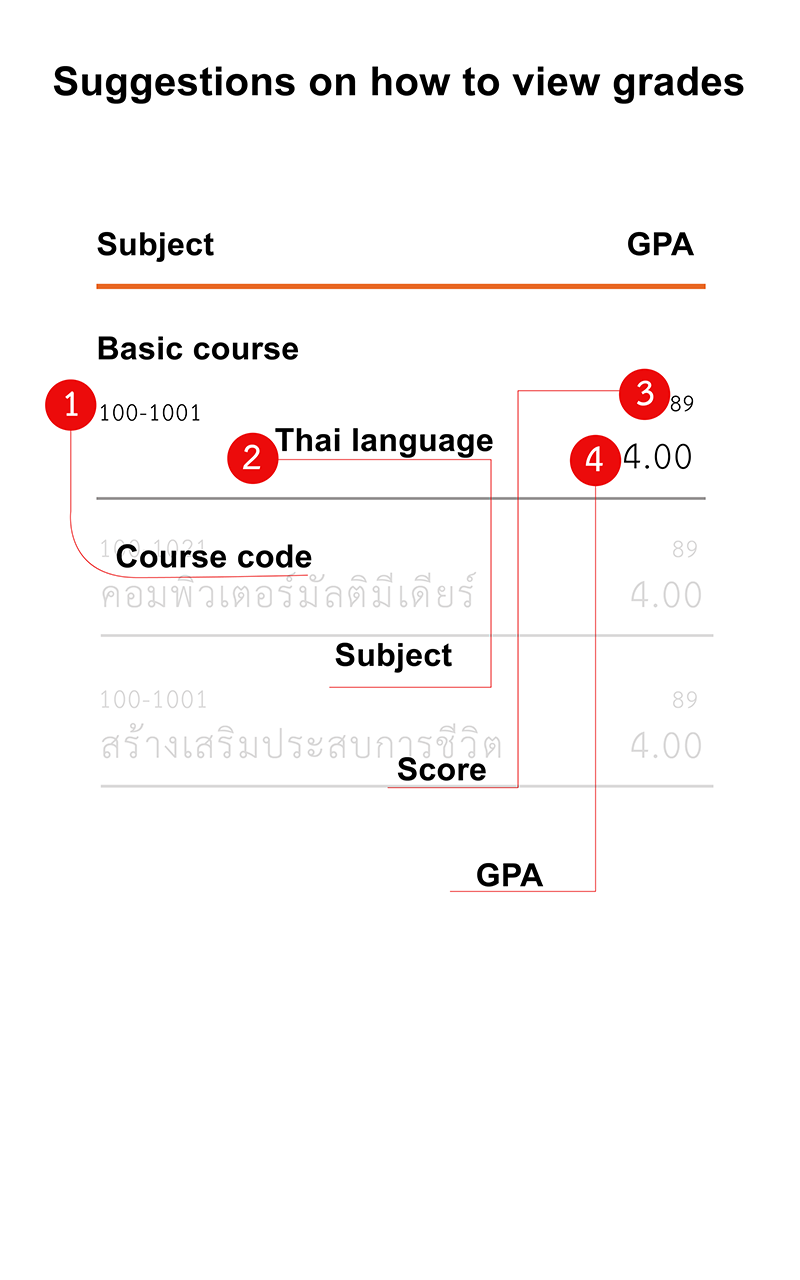 Suggestions on how to view grades
Subject GPA
Basic course
1 100-1001 3 89
2 Thai language 4 4.00
100-1021 89
Course code
คอมพิวเตอร์มัลติมีเดียร์ 4.00
Subject
100-1001 89
สร้างเสริมประสบการชีวิต 4.00
Score
GPA